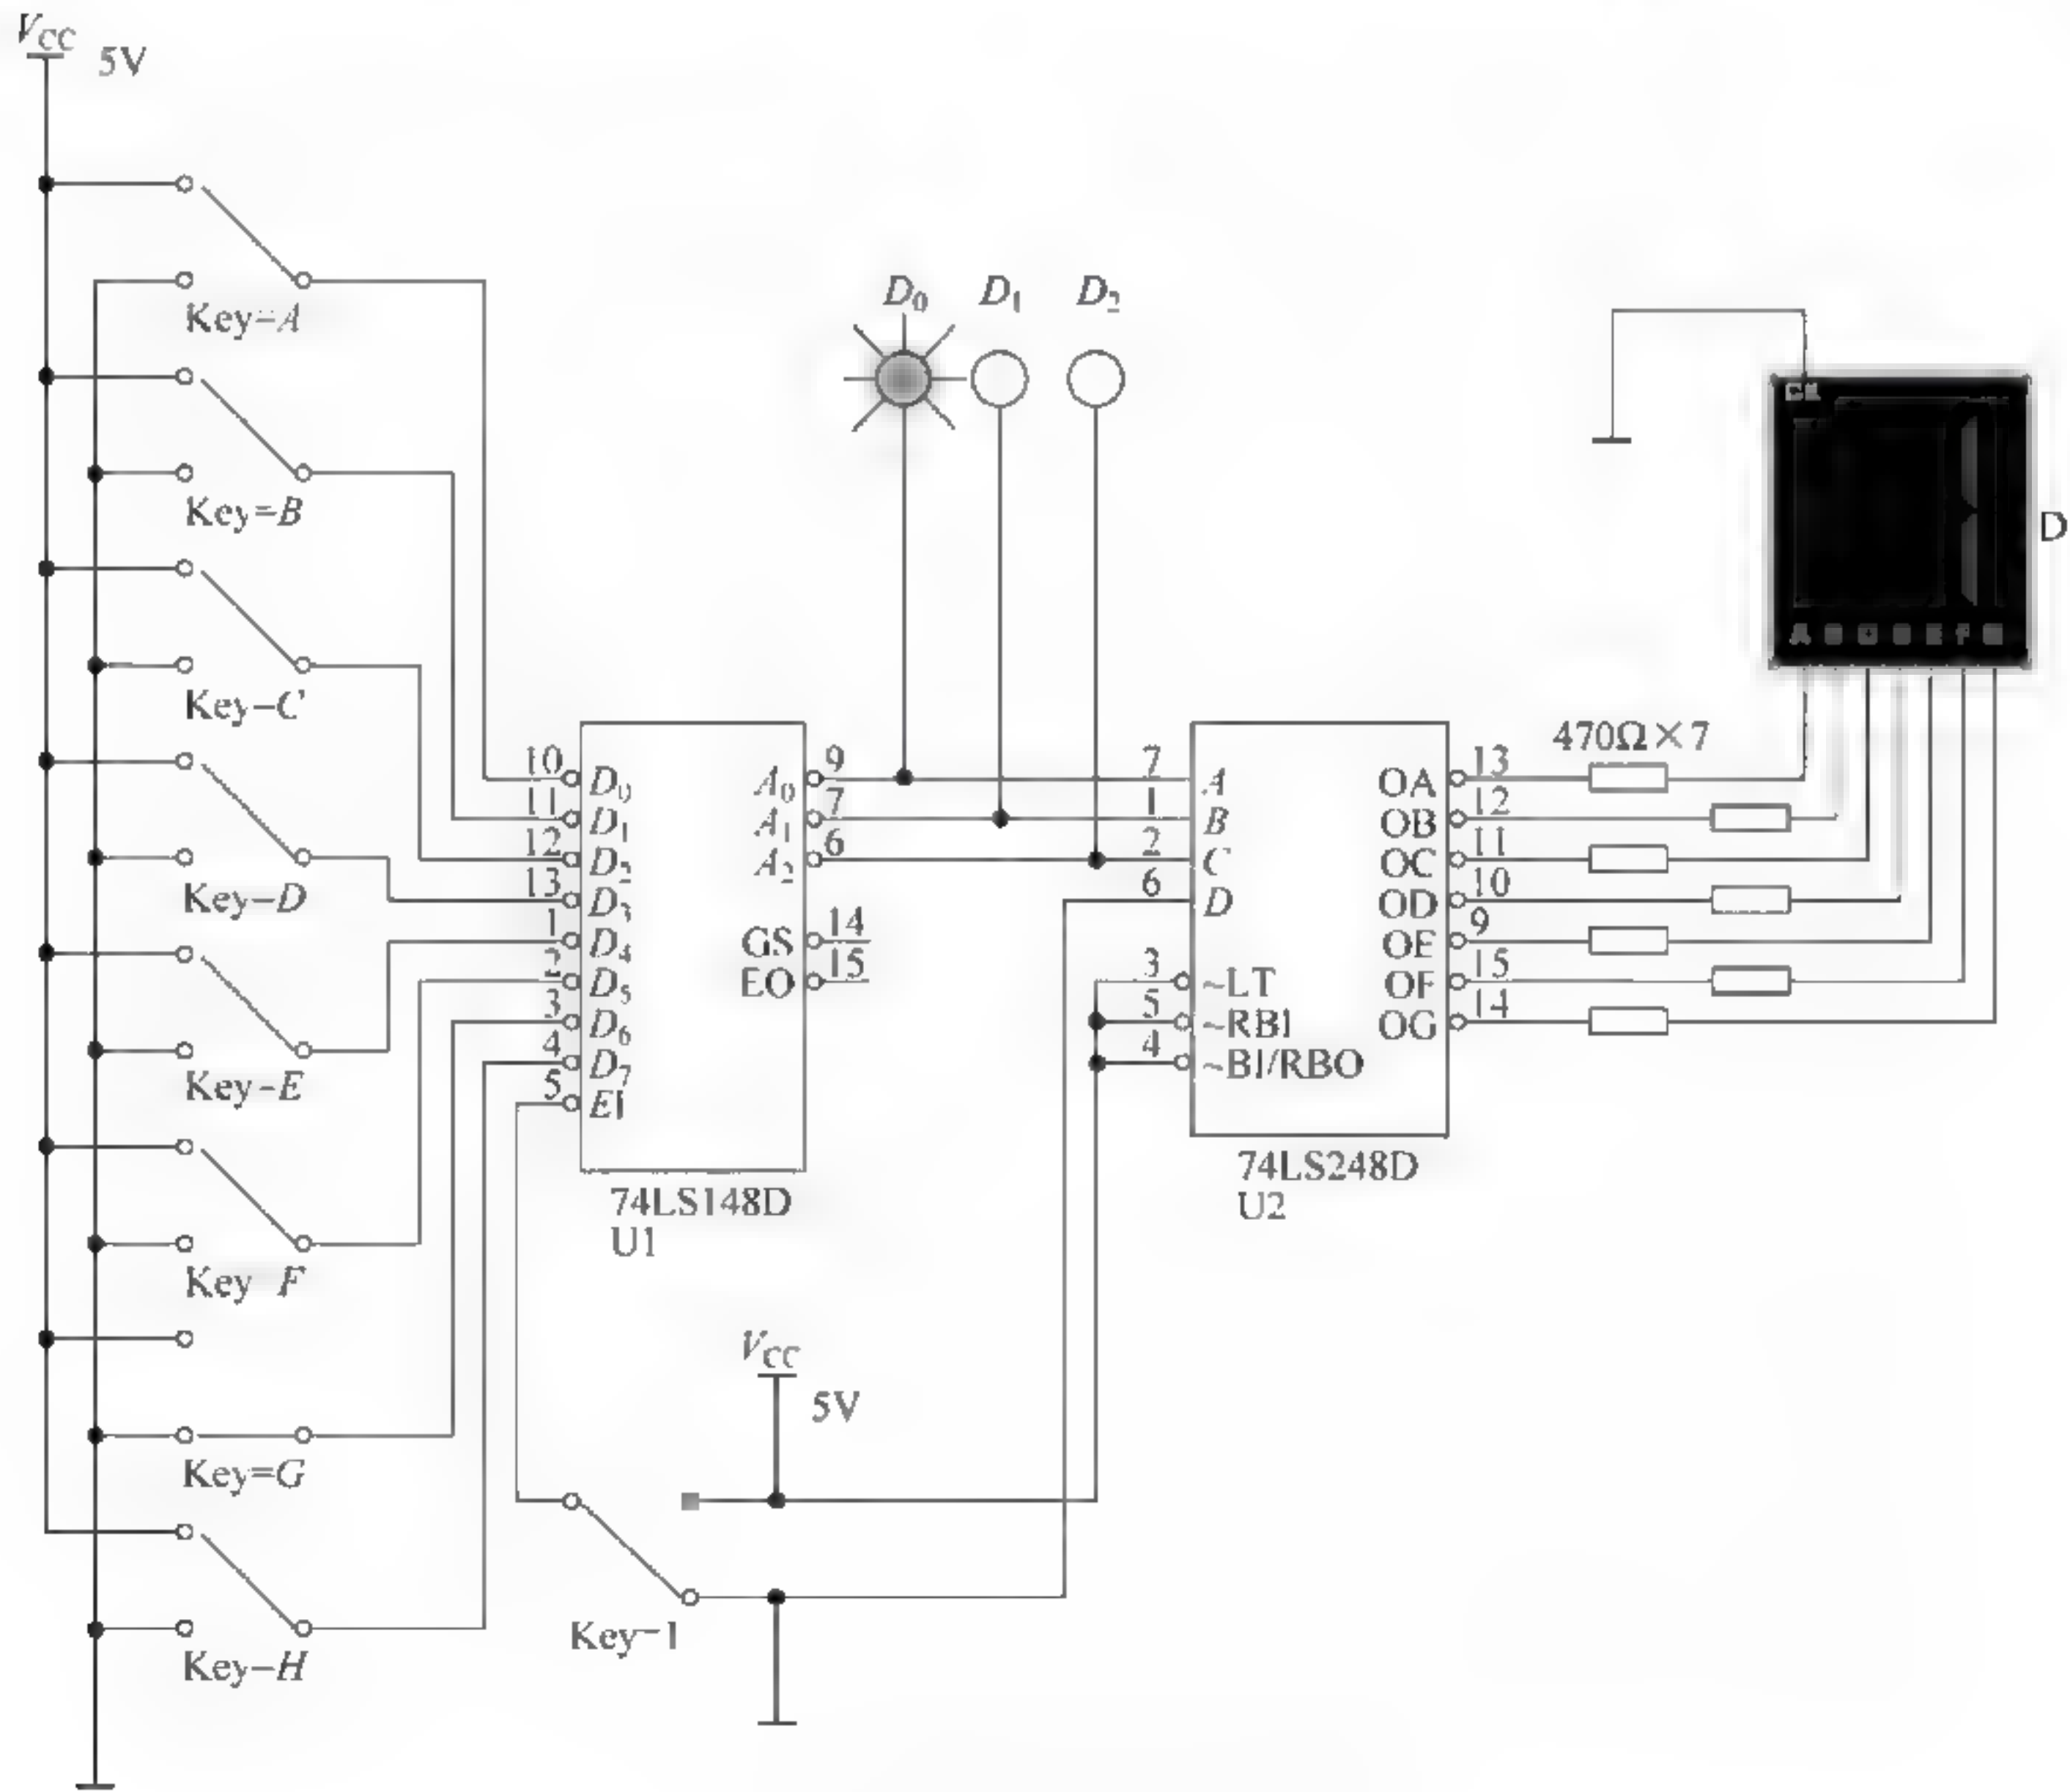 VCC
5V
Key-A
Key=B
Key-C
Key-D
Key-E
Key-F
Key=G
Key-H
D0 D1 D2
10 D0
11 D1
12 D2
13 D3
1 D4
2 D5
3 D6
4 D7
5 EI
A0 9
A1 7
A2 6
GS 14
EO 15
74LS148D
U1
VCC
5V
Key-1
7 A
1 B
2 C
6 D
3 ~LT
5 ~RBI
4 ~BI/RBO
OA 13
OB 12
OC 11
OD 10
OE 9
OF 15
OG 14
74LS248D
U2
470Ω×7
D